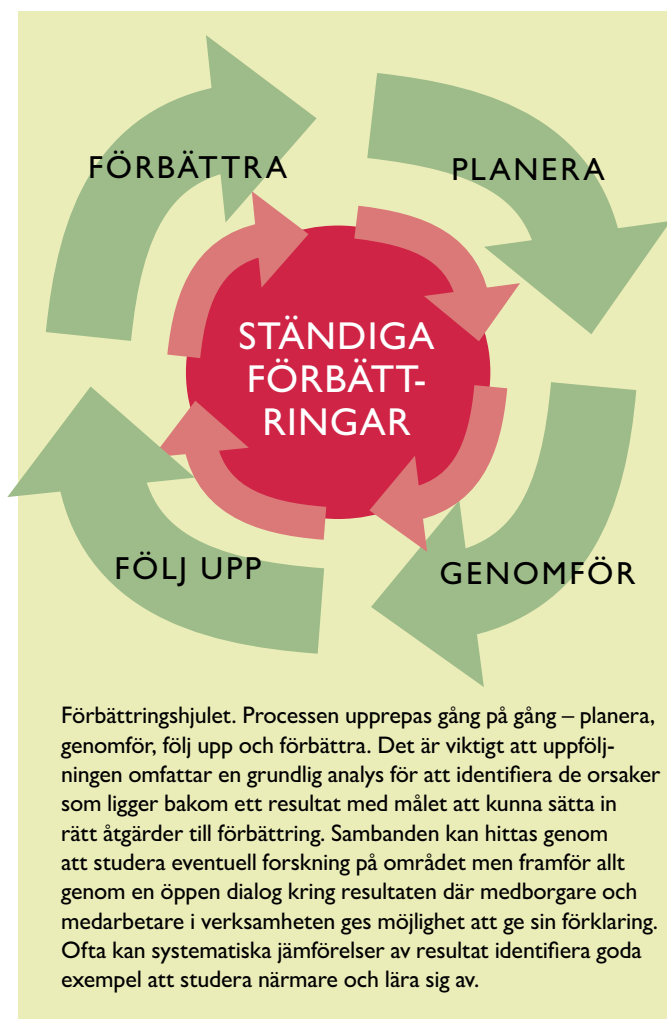 FÖRBÄTTRA
PLANERA
STÄNDIGA
FÖRBÄTT-
RINGAR
FÖLJ UPP
GENOMFÖR
Förbättringshjulet. Processen upprepas gång på gång – planera,
genomför, följ upp och förbättra. Det är viktigt att uppfölj-
ningen omfattar en grundlig analys för att identifiera de orsaker
som ligger bakom ett resultat med målet att kunna sätta in
rätt åtgärder till förbättring. Sambanden kan hittas genom
att studera eventuell forskning på området men framför allt
genom en öppen dialog kring resultaten där medborgare och
medarbetare i verksamheten ges möjlighet att ge sin förklaring.
Ofta kan systematiska jämförelser av resultat identifiera goda
exempel att studera närmare och lära sig av.